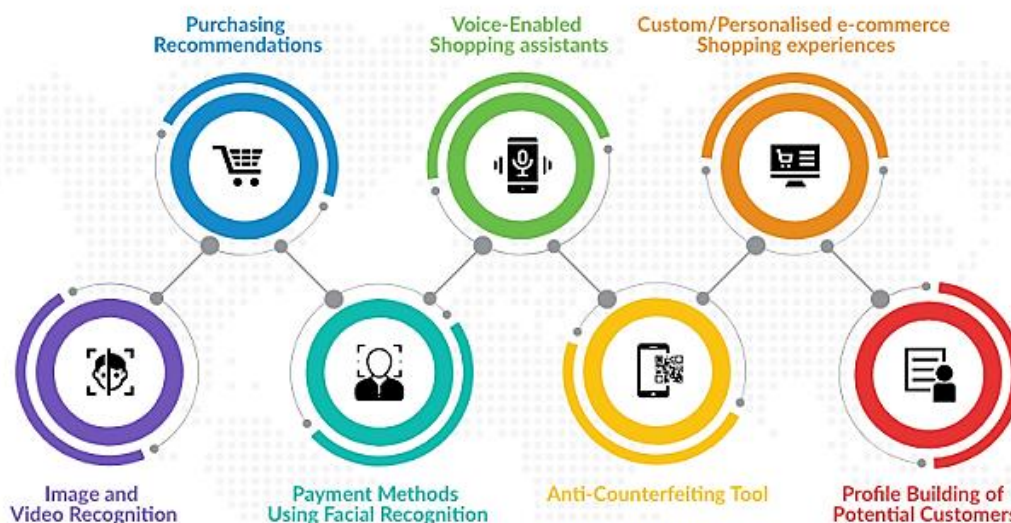 Purchasing
Recommendations
Voice-Enabled
Shopping assistants
Custom/Personalised e-commerce
Shopping experiences
Image and
Video Recognition
Payment Methods
Using Facial Recognition
Anti-Counterfeiting Tool
Profile Building of
Potential Customers